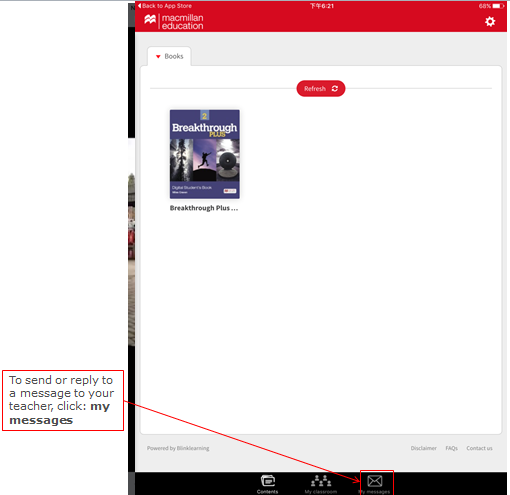 Back to App Store 下午6:21 68%
macmillan
education
Books
Refresh
2
Breakthrough
PLUS
Digital Student's Book
Breakthrough Plus ...
To send or reply to
a message to your
teacher, click: my
messages
Powered by Blinklearning Disclaimer FAQs Contact us
Contents My classroom My messages